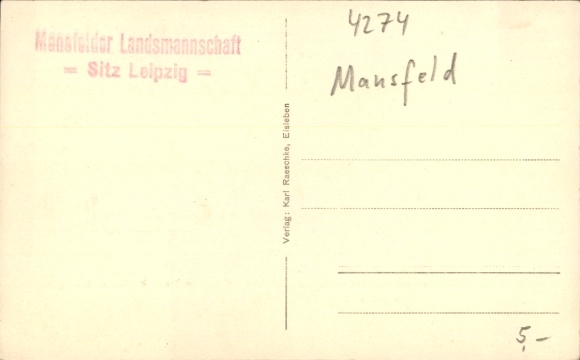 Mansfelder Landsmannschaft
= Sitz Leipzig =
4274
Mansfeld
Verlag: Karl Raeschke, Eisleben
5,-